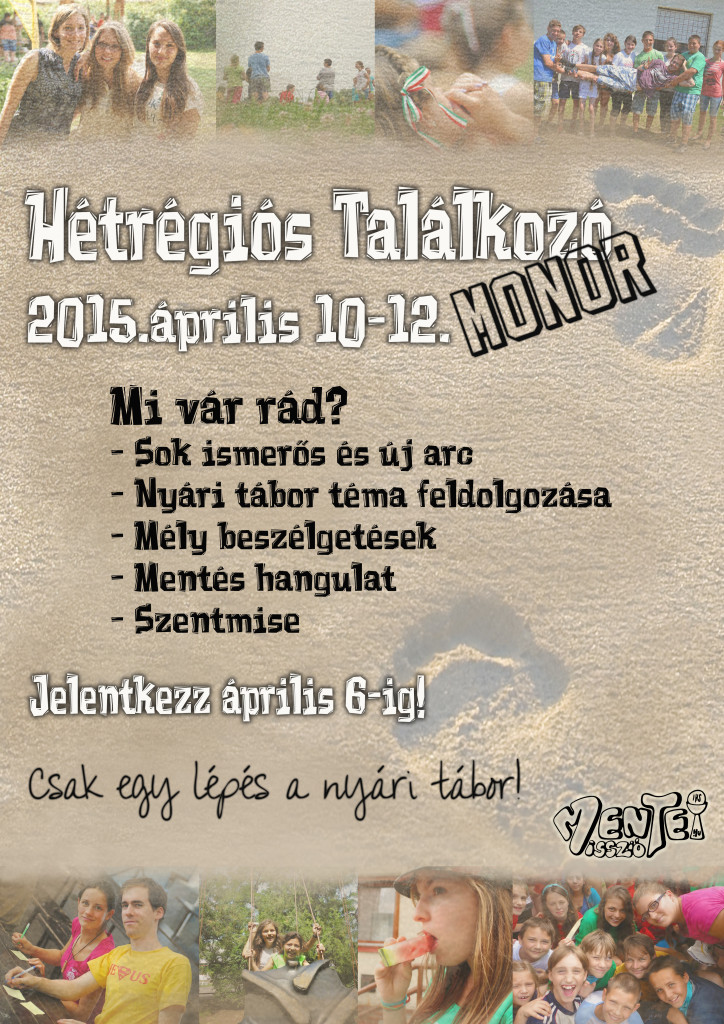 Hétrégiós Találkozó
MONOR
2015.április 10-12.
Mi vár rád?
- Sok ismerős és új arc
- Nyári tábor téma feldolgozása
- Mély beszélgetések
- Mentés hangulat
- Szentmise
Jelentkezz április 6-ig!
Csak egy lépés a nyári tábor!
MENTE
MISSZIÓ